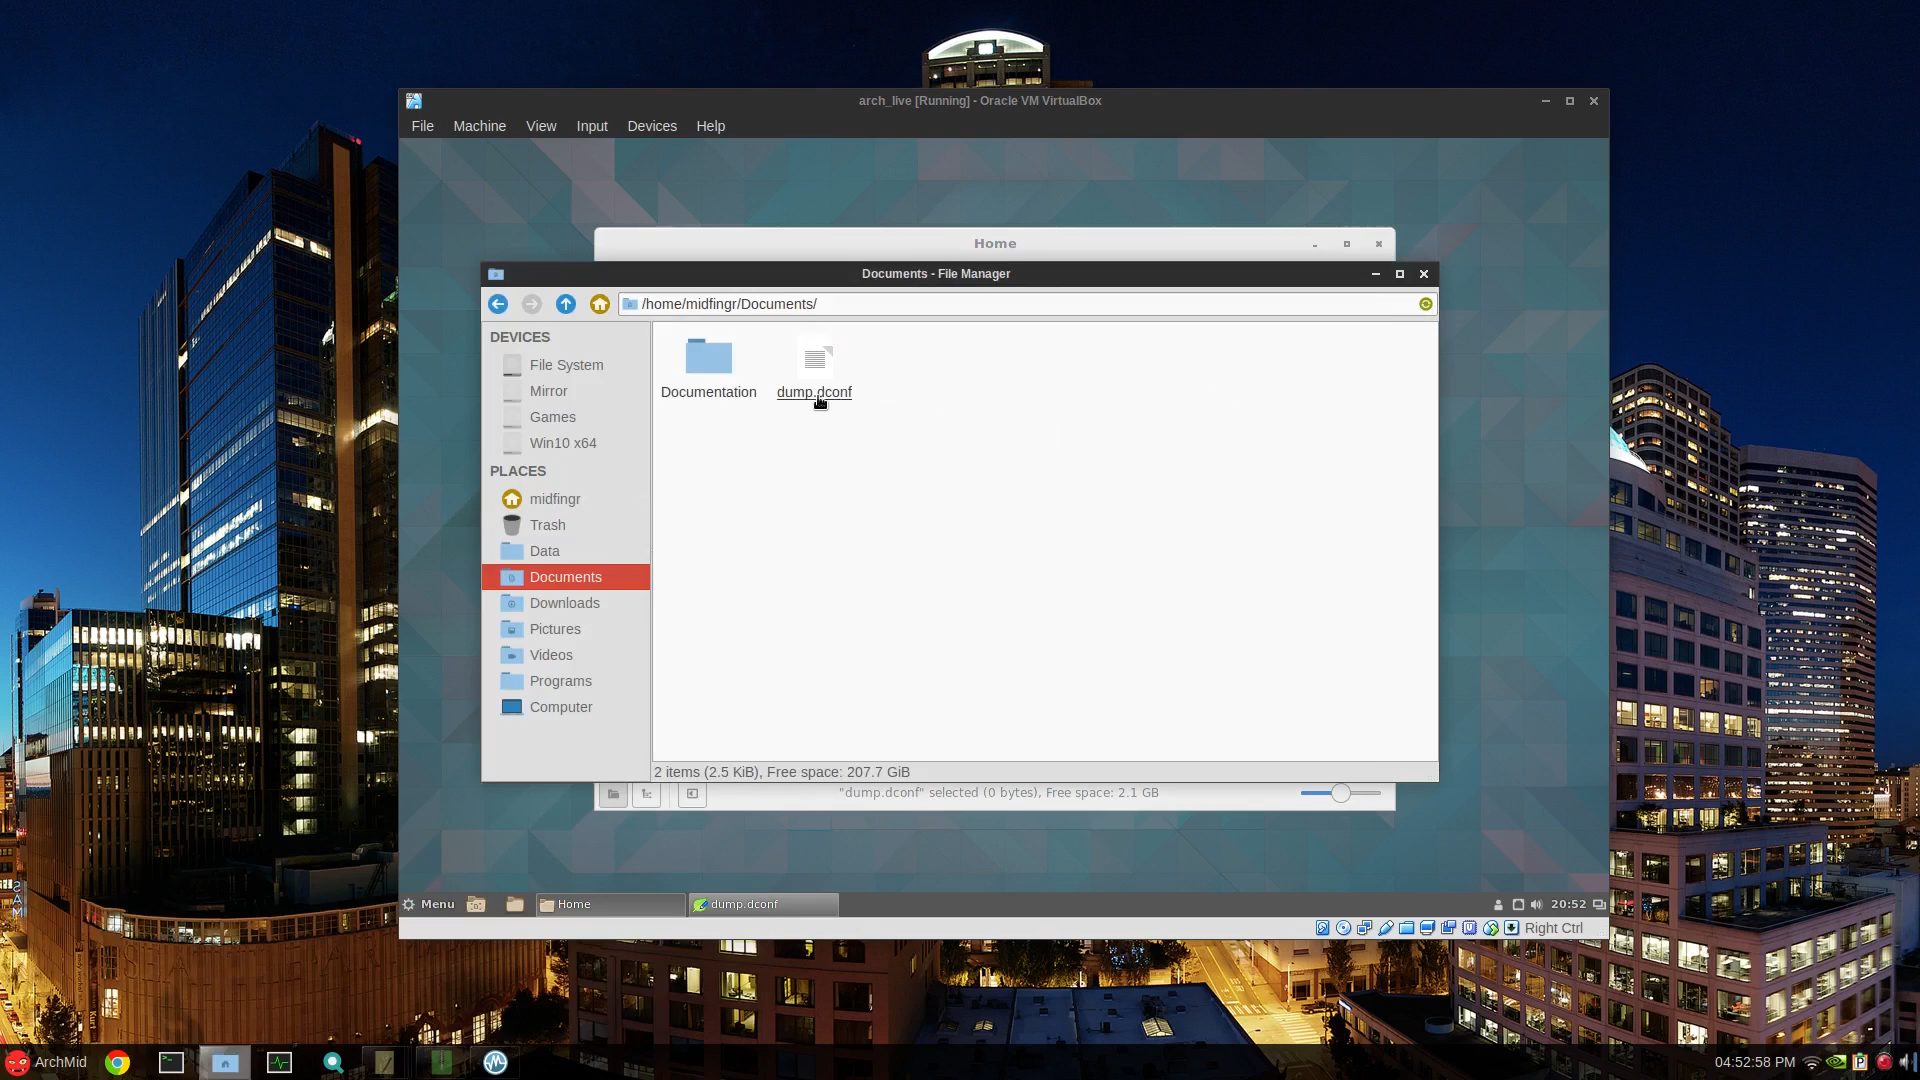 arch_live [Running] - Oracle VM VirtualBox
File Machine View Input Devices Help
Home
Documents - File Manager
/home/midfingr/Documents/
DEVICES
File System
Mirror
Games
Win10 x64
PLACES
midfingr
Trash
Data
Documents
Downloads
Pictures
Videos
Programs
Computer
Documentation
dump.dconf
2 items (2.5 KiB), Free space: 207.7 GiB
"dump.dconf" selected (0 bytes), Free space: 2.1 GB
Menu
Home
dump.dconf
20:52
Right Ctrl
ArchMid
04:52:58 PM